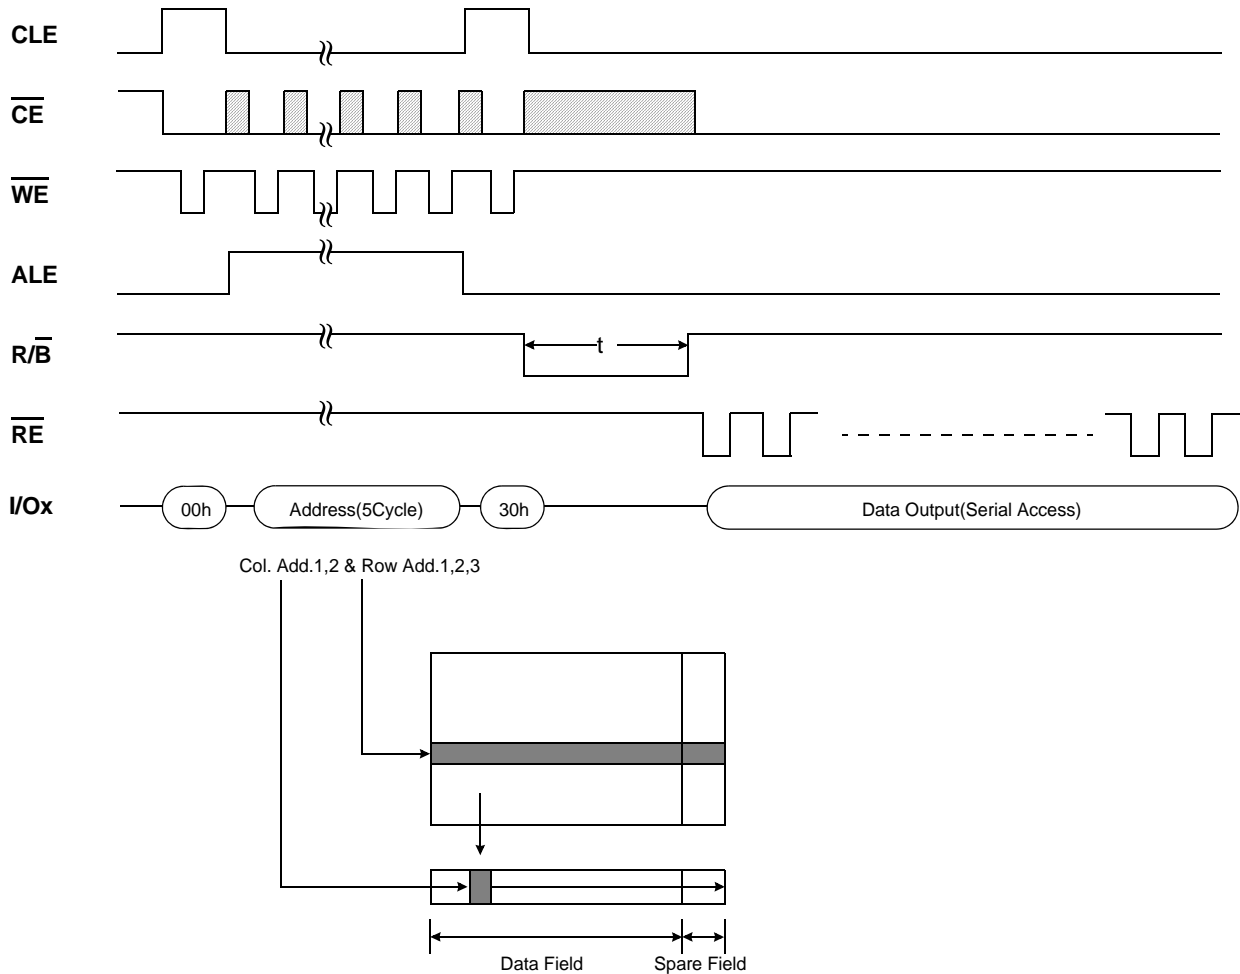 CLE
CE
WE
ALE
R/B
t
RE
I/Ox
00h
Address(5Cycle)
30h
Data Output(Serial Access)
Col. Add.1,2 & Row Add.1,2,3
Data Field
Spare Field